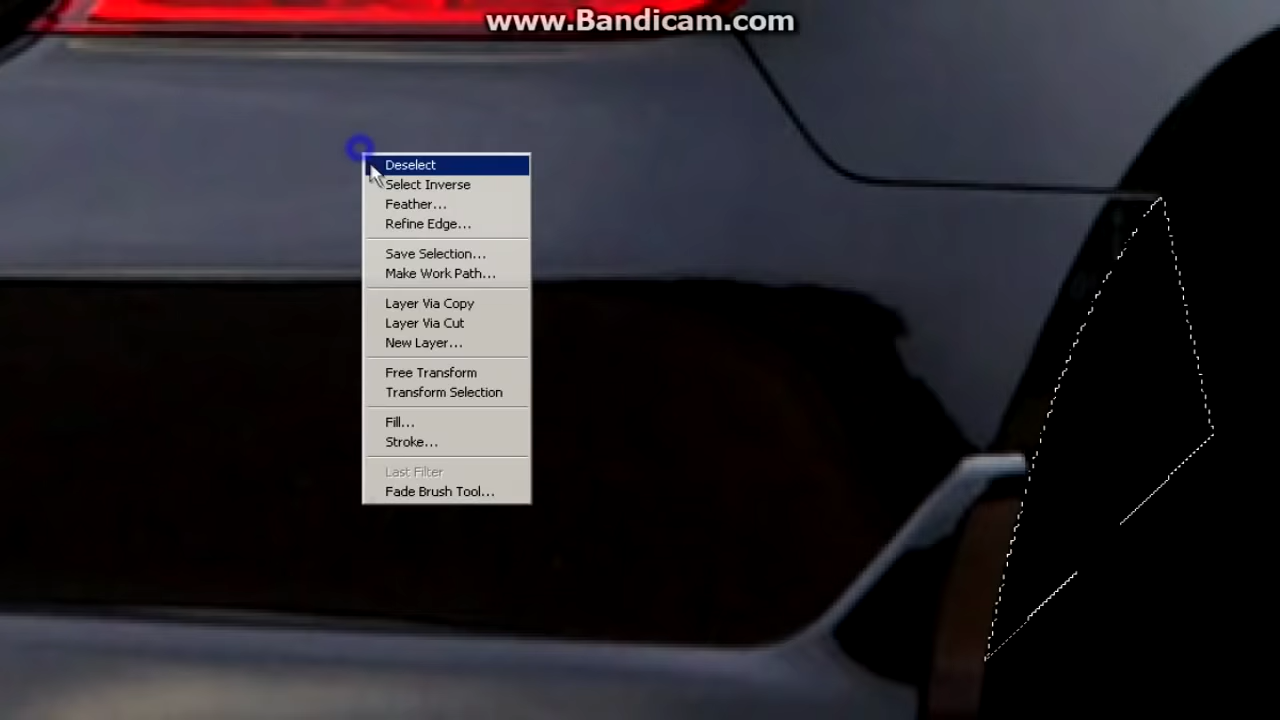 www.Bandicam.com
Deselect
Select Inverse
Feather...
Refine Edge...
Save Selection...
Make Work Path...
Layer Via Copy
Layer Via Cut
New Layer...
Free Transform
Transform Selection
Fill...
Stroke...
Last Filter
Fade Brush Tool...